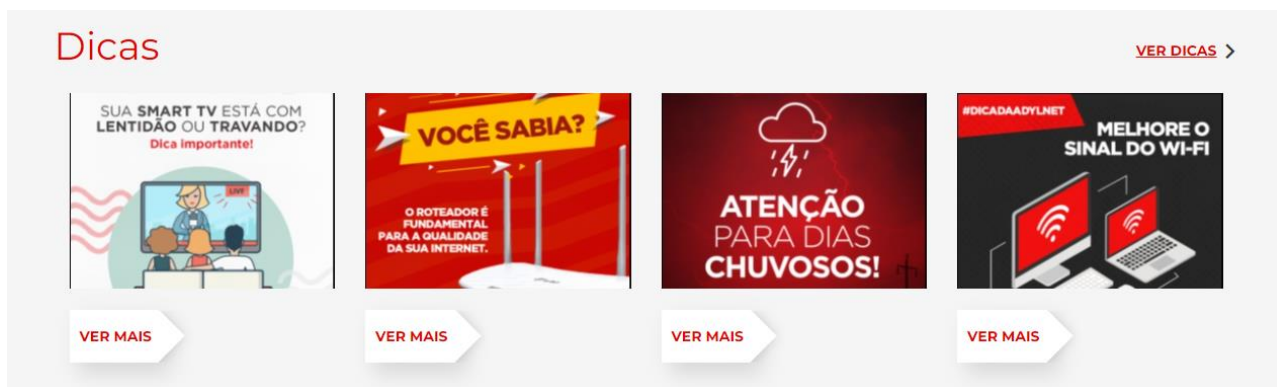 Dicas
VER DICAS
SUA SMART TV ESTÁ COM
LENTIDÃO OU TRAVANDO?
Dica importante!
LIVE
VER MAIS
VOCÊ SABIA?
O ROTEADOR É
FUNDAMENTAL
PARA A QUALIDADE
DA SUA INTERNET.
VER MAIS
ATENÇÃO
PARA DIAS
CHUVOSOS!
VER MAIS
#DICADAADYLNET
MELHORE O
SINAL DO WI-FI
VER MAIS